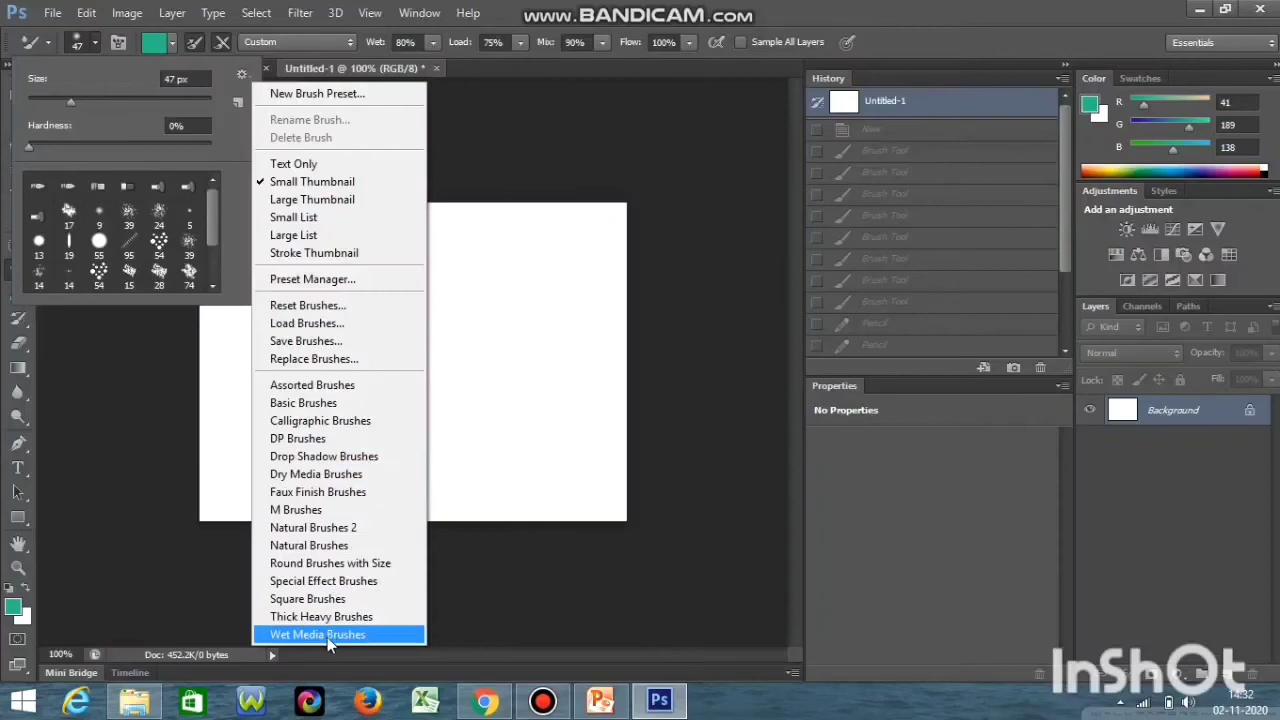 www.BANDICAM.com
Ps File Edit Image Layer Type Select Filter 3D View Window Help
47 Custom Wet: 80% Load: 75% Mix: 90% Flow: 100% Sample All Layers Essentials
Untitled-1 @ 100% (RGB/8) *
Size: 47 px
Hardness: 0%
17 9 39 24 5
13 19 55 95 54 39
14 14 54 15 28 74
New Brush Preset...
Rename Brush...
Delete Brush
Text Only
Small Thumbnail
Large Thumbnail
Small List
Large List
Stroke Thumbnail
Preset Manager...
Reset Brushes...
Load Brushes...
Save Brushes...
Replace Brushes...
Assorted Brushes
Basic Brushes
Calligraphic Brushes
DP Brushes
Drop Shadow Brushes
Dry Media Brushes
Faux Finish Brushes
M Brushes
Natural Brushes 2
Natural Brushes
Round Brushes with Size
Special Effect Brushes
Square Brushes
Thick Heavy Brushes
Wet Media Brushes
History
Untitled-1
New
Brush Tool
Brush Tool
Brush Tool
Brush Tool
Brush Tool
Brush Tool
Brush Tool
Brush Tool
Pencil
Pencil
Properties
No Properties
Color Swatches
R 41
G 189
B 138
Adjustments Styles
Add an adjustment
Layers Channels Paths
Kind
Normal Opacity: 100%
Lock: Fill: 100%
Background
100% Doc: 452.2K/0 bytes
Mini Bridge Timeline
InShOt
14:32
02-11-2020